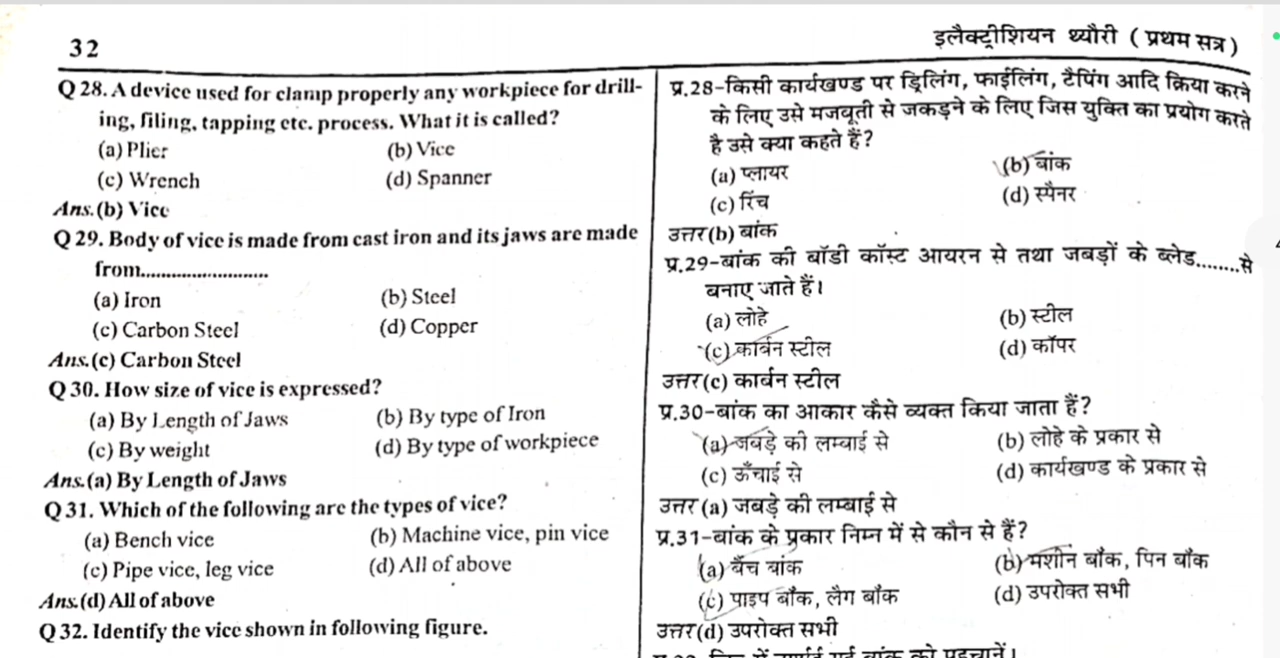 32
इलैक्ट्रीशियन थ्यौरी ( प्रथम सत्र )
Q 28. A device used for clamp properly any workpiece for drill-
ing, filing, tapping etc. process. What it is called?
(a) Plier (b) Vice
(c) Wrench (d) Spanner
Ans.(b) Vice
Q 29. Body of vice is made from cast iron and its jaws are made
from.........................
(a) Iron (b) Steel
(c) Carbon Steel (d) Copper
Ans.(c) Carbon Steel
Q 30. How size of vice is expressed?
(a) By Length of Jaws (b) By type of Iron
(c) By weight (d) By type of workpiece
Ans.(a) By Length of Jaws
Q 31. Which of the following are the types of vice?
(a) Bench vice (b) Machine vice, pin vice
(c) Pipe vice, leg vice (d) All of above
Ans.(d) All of above
Q 32. Identify the vice shown in following figure.
प्र.28-किसी कार्यखण्ड पर ड्रिलिंग, फाईलिंग, टैपिंग आदि क्रिया करने
के लिए उसे मजबूती से जकड़ने के लिए जिस युक्ति का प्रयोग करते
है उसे क्या कहते हैं?
(a) प्लायर (b) बांक
(c) रिंच (d) स्पैनर
उत्तर (b) बांक
प्र.29-बांक की बॉडी कॉस्ट आयरन से तथा जबड़ों के ब्लेड........से
बनाए जाते हैं।
(a) लोहे (b) स्टील
(c) कार्बन स्टील (d) कॉपर
उत्तर (c) कार्बन स्टील
प्र.30-बांक का आकार कैसे व्यक्त किया जाता हैं?
(a) जबड़े की लम्बाई से (b) लोहे के प्रकार से
(c) ऊँचाई से (d) कार्यखण्ड के प्रकार से
उत्तर (a) जबड़े की लम्बाई से
प्र.31-बांक के प्रकार निम्न में से कौन से हैं?
(a) बैंच बांक (b) मशीन बाँक, पिन बाँक
(c) पाइप बाँक, लैग बाँक (d) उपरोक्त सभी
उत्तर (d) उपरोक्त सभी